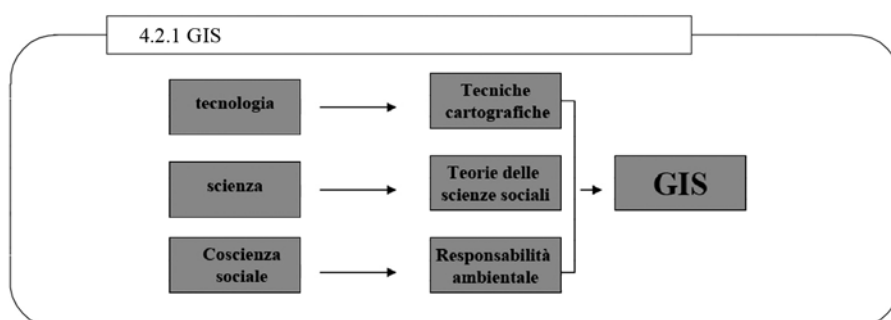 4.2.1 GIS
tecnologia
Tecniche
cartografiche
scienza
Teorie delle
scienze sociali
GIS
Coscienza
sociale
Responsabilità
ambientale